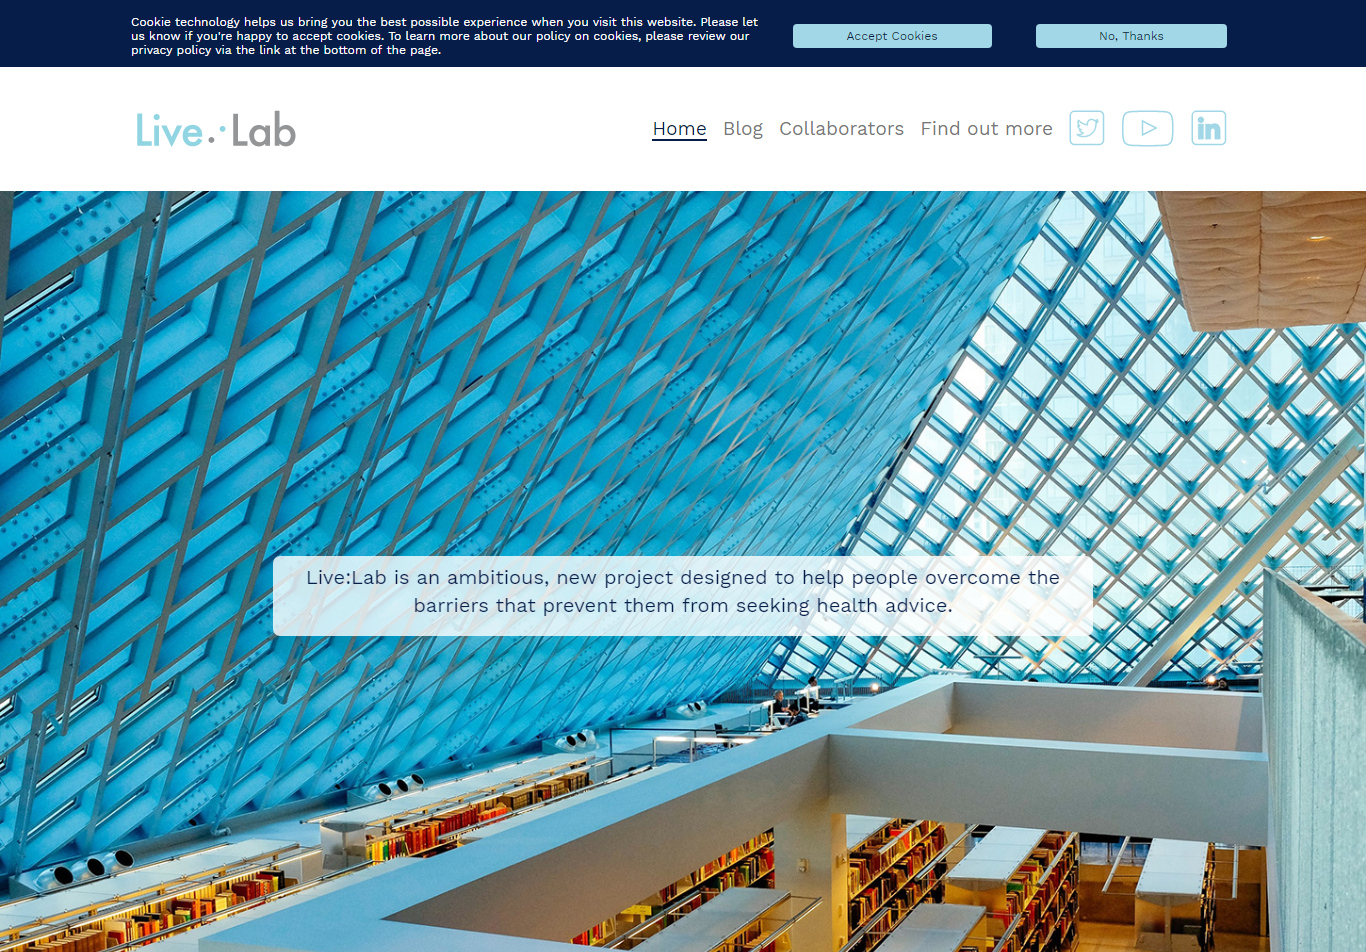 Cookie technology helps us bring you the best possible experience when you visit this website. Please let
us know if you're happy to accept cookies. To learn more about our policy on cookies, please review our
privacy policy via the link at the bottom of the page.
Accept Cookies
No, Thanks
Live Lab
Home
Blog
Collaborators
Find out more
in
Live:Lab is an ambitious, new project designed to help people overcome the
barriers that prevent them from seeking health advice.